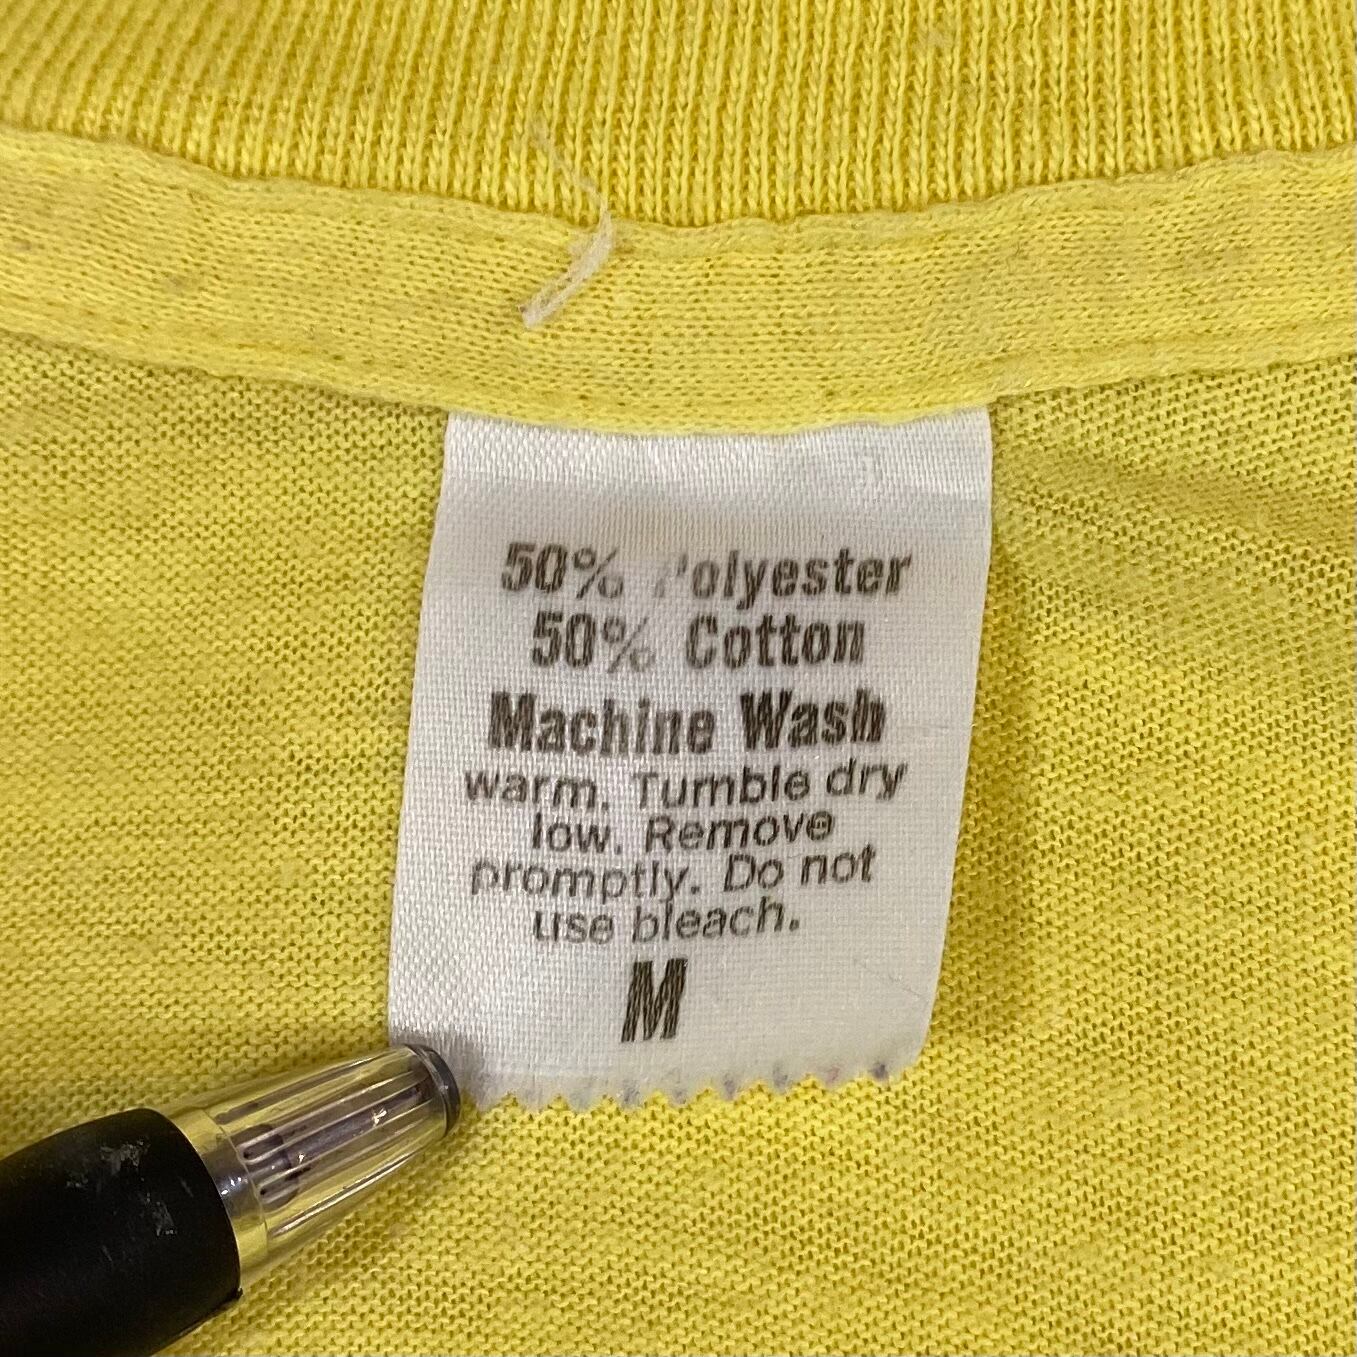 50% Polyester
50% Cotton
Machine Wash
warm. Tumble dry
low. Remove
promptly. Do not
use bleach.
M